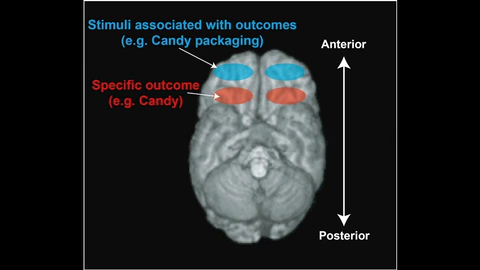 Stimuli associated with outcomes
(e.g. Candy packaging)
Anterior
Specific outcome
(e.g. Candy)
Posterior